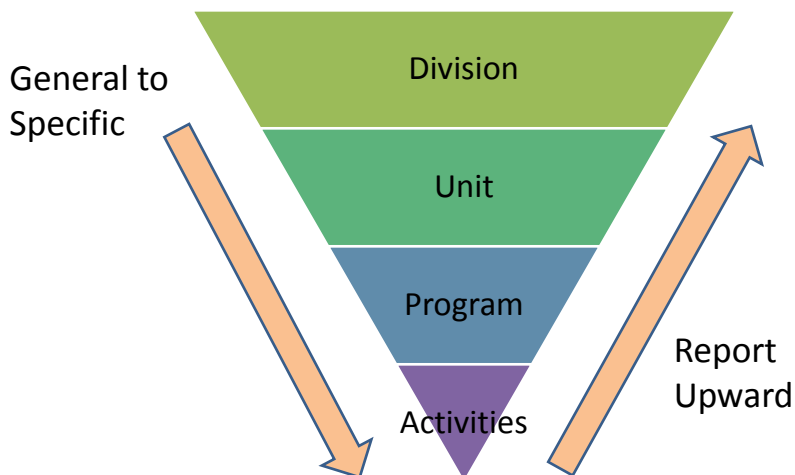 General to
Specific
Division
Unit
Program
Activities
Report
Upward